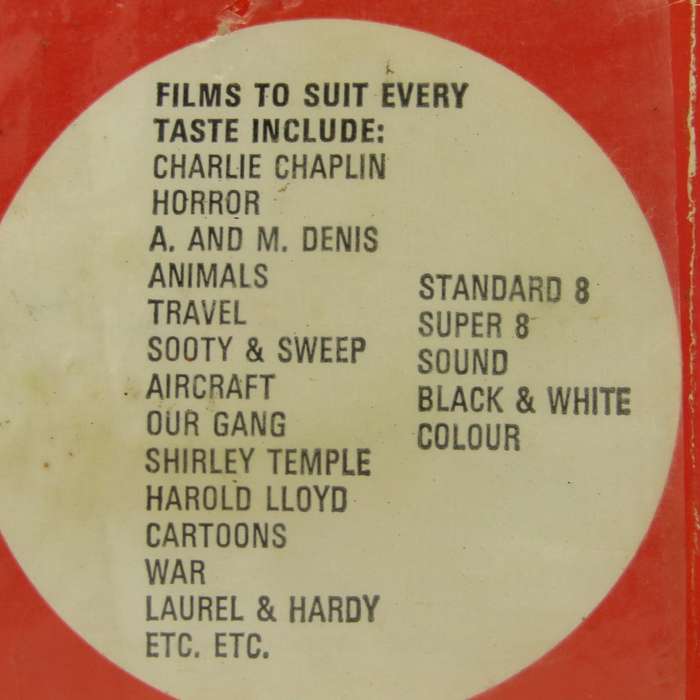 FILMS TO SUIT EVERY
TASTE INCLUDE:
CHARLIE CHAPLIN
HORROR
A. AND M. DENIS
ANIMALS
TRAVEL
SOOTY & SWEEP
AIRCRAFT
OUR GANG
SHIRLEY TEMPLE
HAROLD LLOYD
CARTOONS
WAR
LAUREL & HARDY
ETC. ETC.
STANDARD 8
SUPER 8
SOUND
BLACK & WHITE
COLOUR